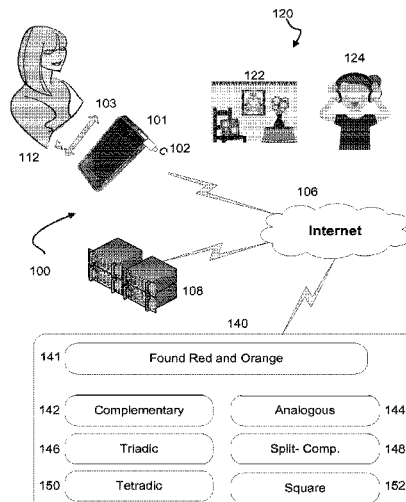 120
122
124
103
101
102
112
106
Internet
100
108
140
141 Found Red and Orange
142 Complementary Analogous 144
146 Triadic Split- Comp. 148
150 Tetradic Square 152